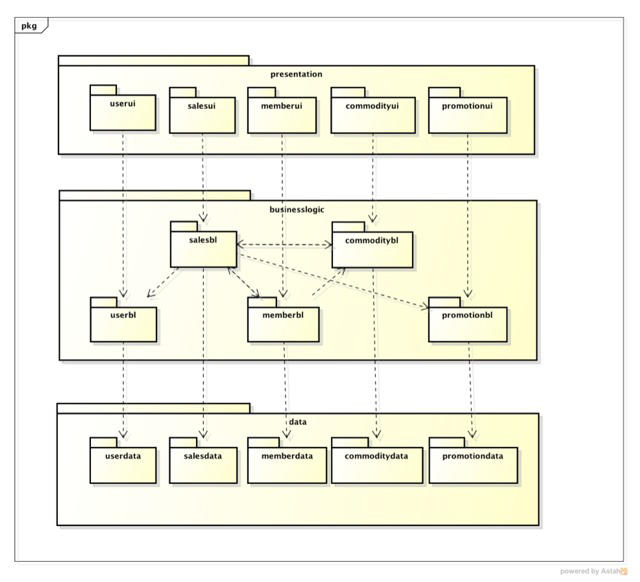 pkg
presentation
userui
salesui
memberui
commodityui
promotionui
businesslogic
salesbl
commoditybl
userbl
memberbl
promotionbl
data
userdata
salesdata
memberdata
commoditydata
promotiondata
powered by Astah